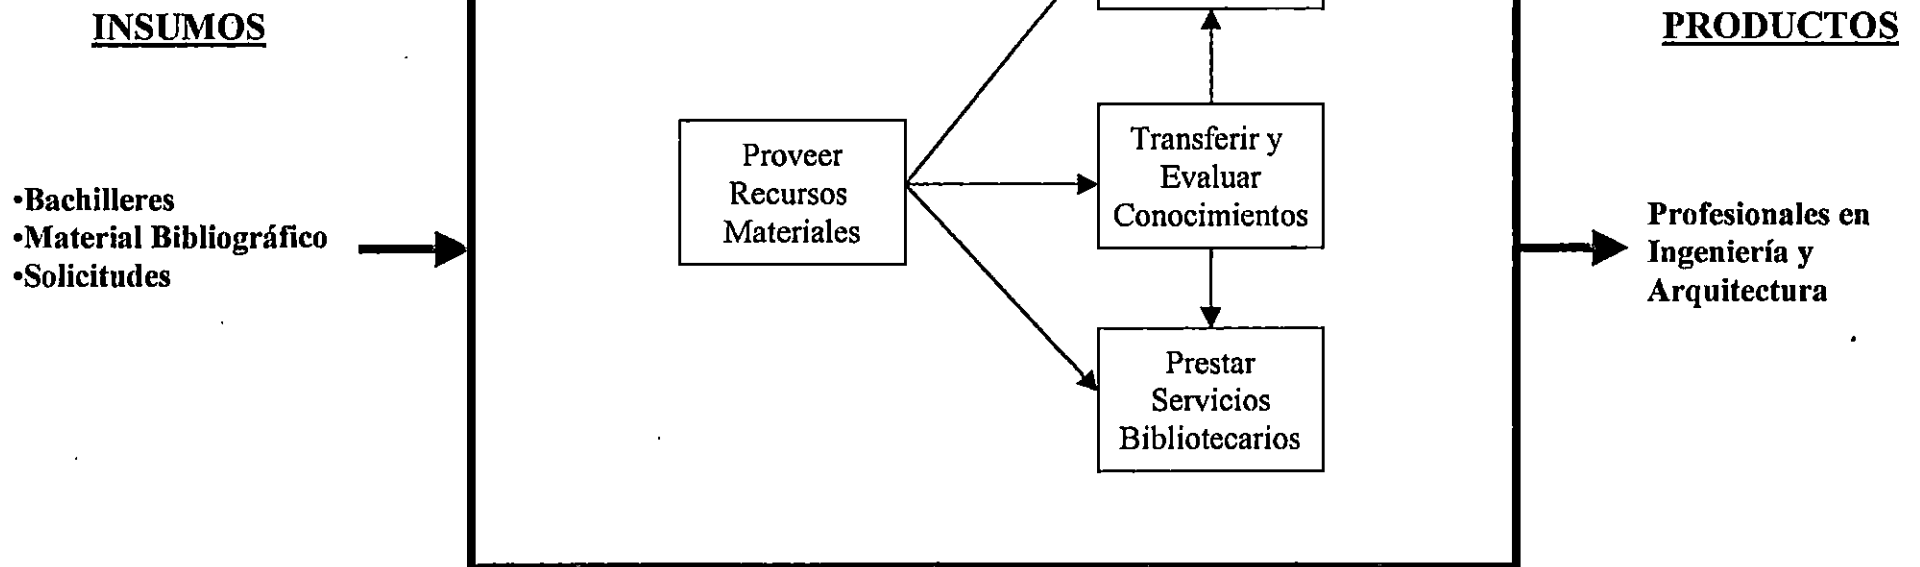 INSUMOS
PRODUCTOS
•Bachilleres
•Material Bibliográfico
•Solicitudes
Proveer
Recursos
Materiales
Transferir y
Evaluar
Conocimientos
Prestar
Servicios
Bibliotecarios
Profesionales en
Ingeniería y
Arquitectura